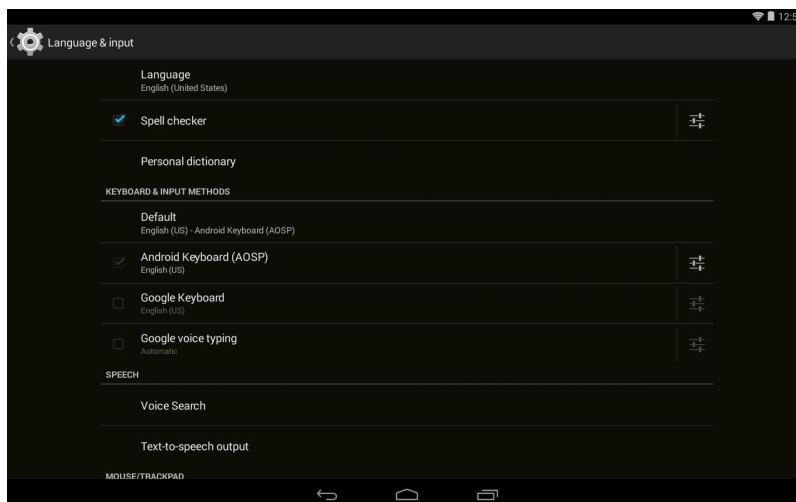 12:5
Language & input
Language
English (United States)
Spell checker
Personal dictionary
KEYBOARD & INPUT METHODS
Default
English (US) - Android Keyboard (AOSP)
Android Keyboard (AOSP)
English (US)
Google Keyboard
English (US)
Google voice typing
Automatic
SPEECH
Voice Search
Text-to-speech output
MOUSE/TRACKPAD